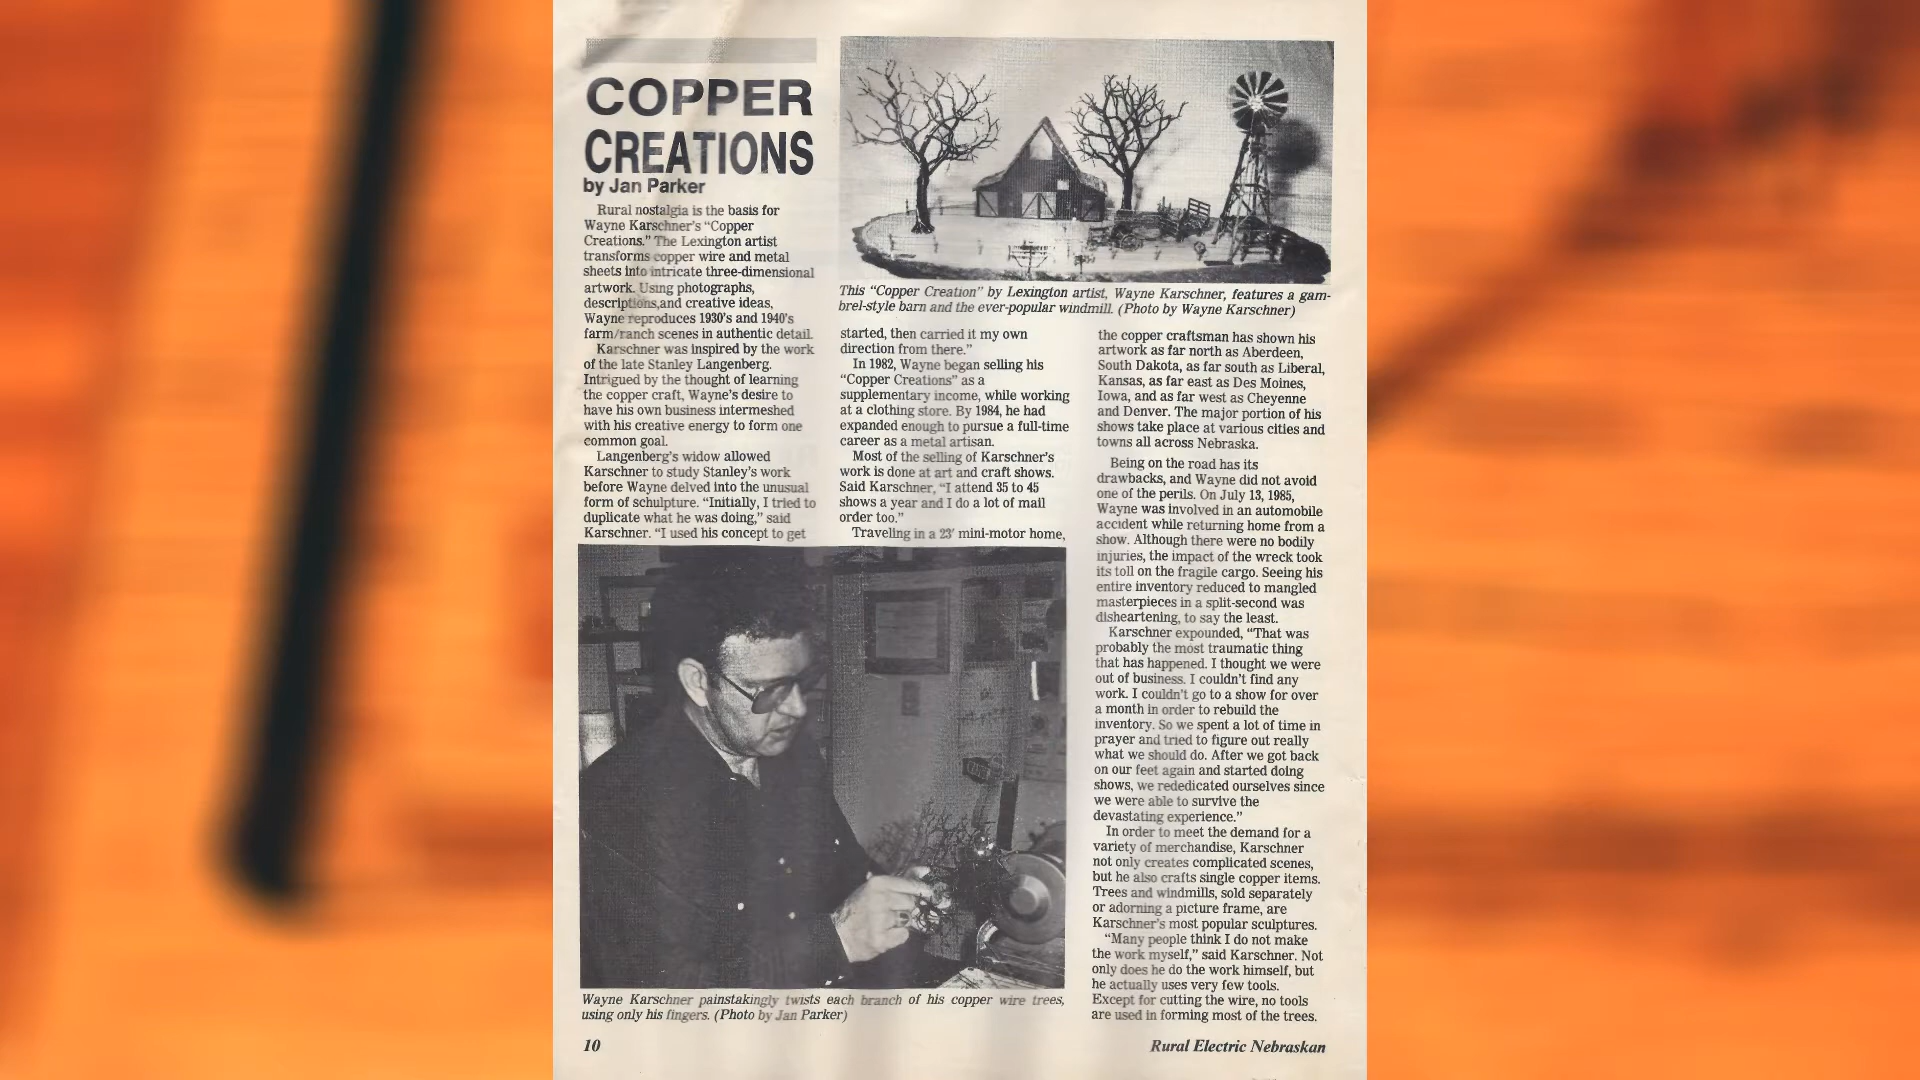 COPPER
CREATIONS
by Jan Parker
Rural nostalgia is the basis for
Wayne Karschner's “Copper
Creations.” The Lexington artist
transforms copper wire and metal
sheets into intricate three-dimensional
artwork. Using photographs,
descriptions,and creative ideas,
Wayne reproduces 1930's and 1940's
farm/ranch scenes in authentic detail.
Karschner was inspired by the work
of the late Stanley Langenberg.
Intrigued by the thought of learning
the copper craft, Wayne's desire to
have his own business intermeshed
with his creative energy to form one
common goal.
Langenberg's widow allowed
Karschner to study Stanley's work
before Wayne delved into the unusual
form of schulpture. “Initially, I tried to
duplicate what he was doing,” said
Karschner. “I used his concept to get
This “Copper Creation” by Lexington artist, Wayne Karschner, features a gam-
brel-style barn and the ever-popular windmill. (Photo by Wayne Karschner)
started, then carried it my own
direction from there.”
In 1982, Wayne began selling his
“Copper Creations” as a
supplementary income, while working
at a clothing store. By 1984, he had
expanded enough to pursue a full-time
career as a metal artisan.
Most of the selling of Karschner's
work is done at art and craft shows.
Said Karschner, “I attend 35 to 45
shows a year and I do a lot of mail
order too.”
Traveling in a 23' mini-motor home,
the copper craftsman has shown his
artwork as far north as Aberdeen,
South Dakota, as far south as Liberal,
Kansas, as far east as Des Moines,
Iowa, and as far west as Cheyenne
and Denver. The major portion of his
shows take place at various cities and
towns all across Nebraska.
Being on the road has its
drawbacks, and Wayne did not avoid
one of the perils. On July 13, 1985,
Wayne was involved in an automobile
accident while returning home from a
show. Although there were no bodily
injuries, the impact of the wreck took
its toll on the fragile cargo. Seeing his
entire inventory reduced to mangled
masterpieces in a split-second was
disheartening, to say the least.
Karschner expounded, “That was
probably the most traumatic thing
that has happened. I thought we were
out of business. I couldn't find any
work. I couldn't go to a show for over
a month in order to rebuild the
inventory. So we spent a lot of time in
prayer and tried to figure out really
what we should do. After we got back
on our feet again and started doing
shows, we rededicated ourselves since
we were able to survive the
devastating experience.”
In order to meet the demand for a
variety of merchandise, Karschner
not only creates complicated scenes,
but he also crafts single copper items.
Trees and windmills, sold separately
or adorning a picture frame, are
Karschner's most popular sculptures.
“Many people think I do not make
the work myself,” said Karschner. Not
only does he do the work himself, but
he actually uses very few tools.
Except for cutting the wire, no tools
are used in forming most of the trees.
Wayne Karschner painstakingly twists each branch of his copper wire trees,
using only his fingers. (Photo by Jan Parker)
10
Rural Electric Nebraskan